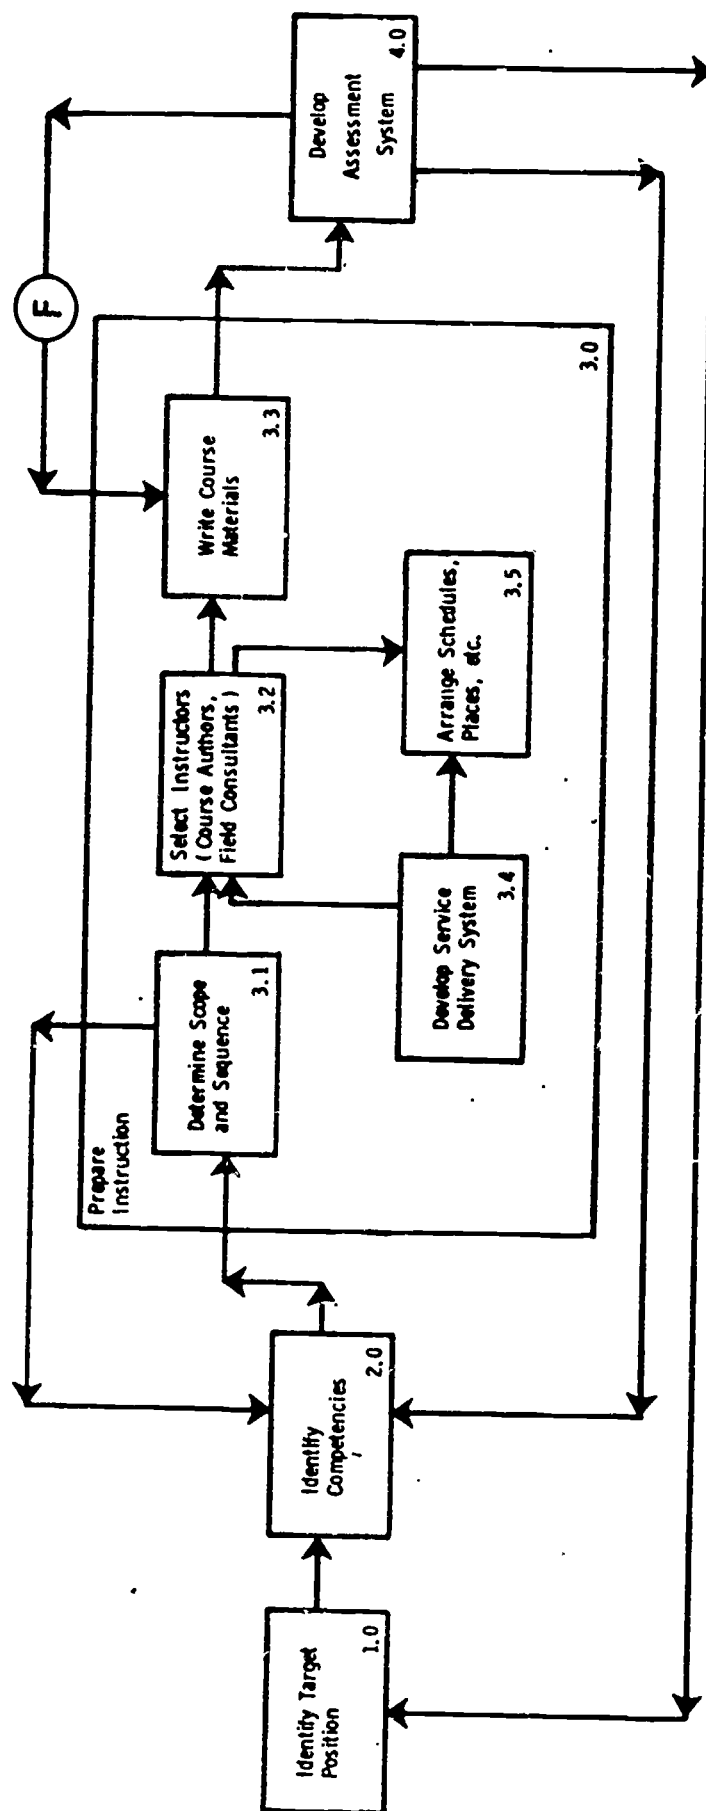 Identify Target
Position
1.0
Identify
Competencies
2.0
Prepare
Instruction
Determine Scope
and Sequence
3.1
Select Instructors
( Course Authors,
Field Consultants )
3.2
Write Course
Materials
3.3
Develop Service
Delivery System
3.4
Arrange Schedules,
Places, etc.
3.5
3.0
F
Develop
Assessment
System
4.0